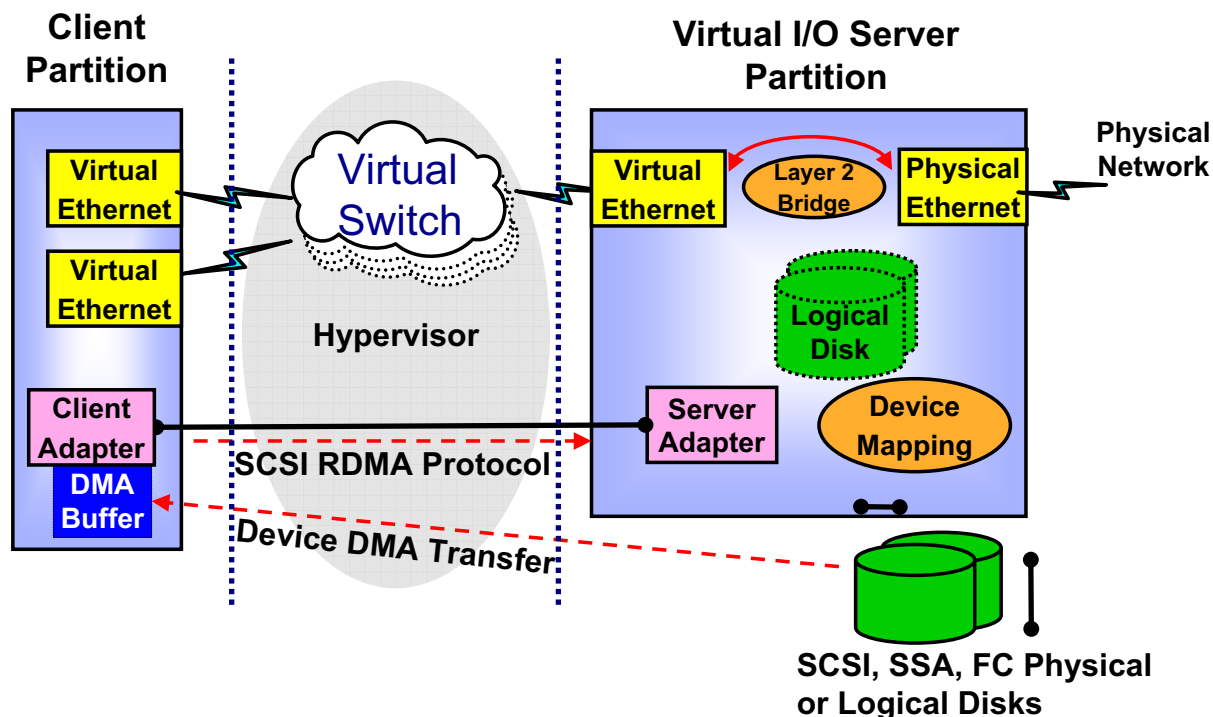 Client
Partition
Virtual I/O Server
Partition
Virtual
Ethernet
Virtual
Ethernet
Virtual
Switch
Hypervisor
Virtual
Ethernet
Layer 2
Bridge
Physical
Ethernet
Physical
Network
Logical
Disk
Client
Adapter
DMA
Buffer
SCSI RDMA Protocol
Device DMA Transfer
Server
Adapter
Device
Mapping
SCSI, SSA, FC Physical
or Logical Disks